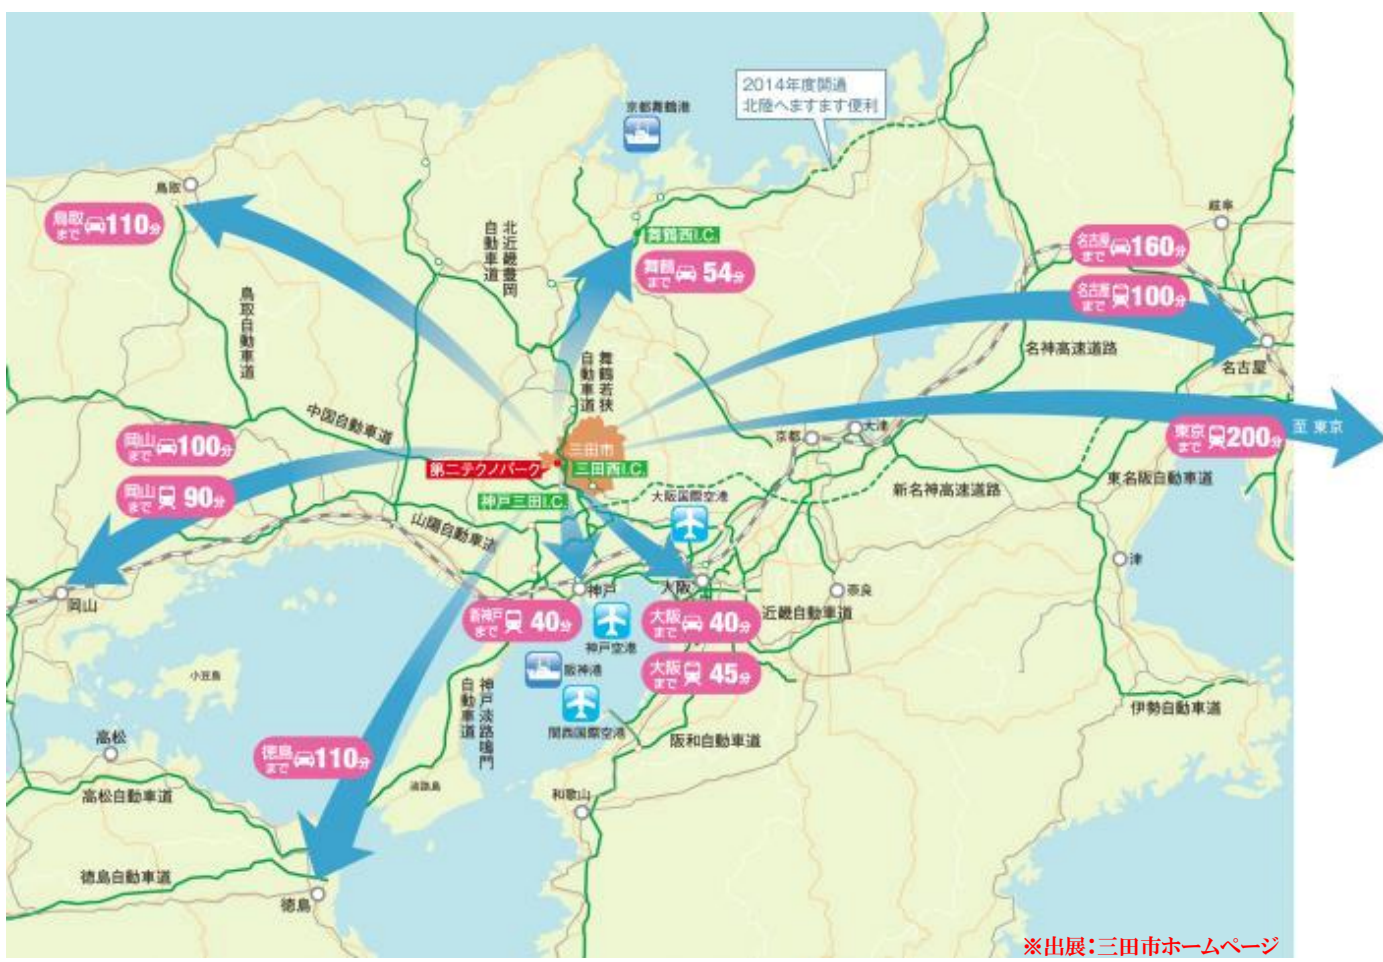 2014年度開通
北陸へますます便利
京都舞鶴港
鳥取
鳥取まで110分
岐阜
北近畿豊岡自動車道
舞鶴西I.C.
舞鶴まで54分
名古屋まで160分
名古屋まで100分
鳥取自動車道
舞鶴若狭自動車道
名神高速道路
名古屋
中国自動車道
岡山まで100分
三田市
京都
大津
東京まで200分
至 東京
第二テクノパーク
三田西I.C.
岡山まで90分
神戸三田I.C.
大阪国際空港
新名神高速道路
東名阪自動車道
山陽自動車道
津
岡山
神戸
大阪
奈良
新神戸まで40分
神戸空港
大阪まで40分
近畿自動車道
小豆島
阪神港
大阪まで45分
神戸淡路鳴門自動車道
関西国際空港
阪和自動車道
伊勢自動車道
高松
徳島まで110分
高松自動車道
淡路島
和歌山
徳島自動車道
徳島
※出展：三田市ホームページ